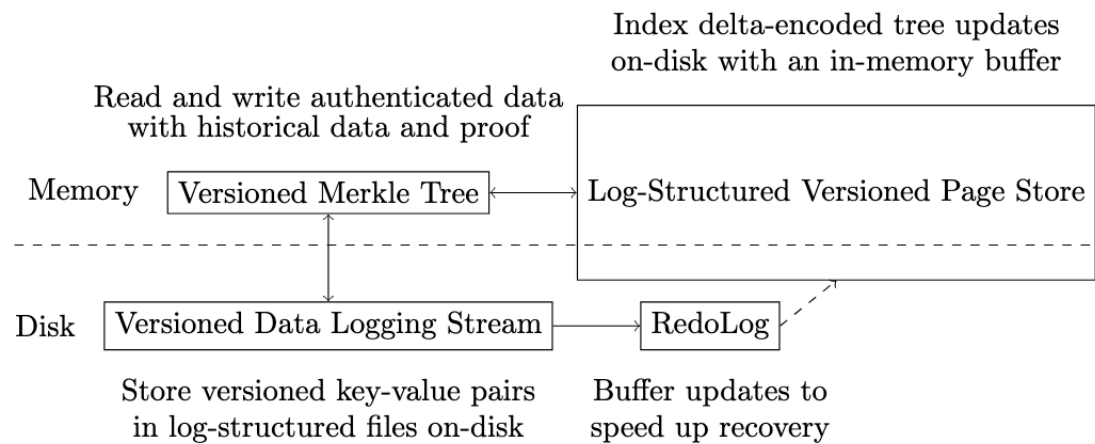 Index delta-encoded tree updates
on-disk with an in-memory buffer
Read and write authenticated data
with historical data and proof
Memory
Versioned Merkle Tree
Log-Structured Versioned Page Store
Disk
Versioned Data Logging Stream
RedoLog
Store versioned key-value pairs
in log-structured files on-disk
Buffer updates to
speed up recovery